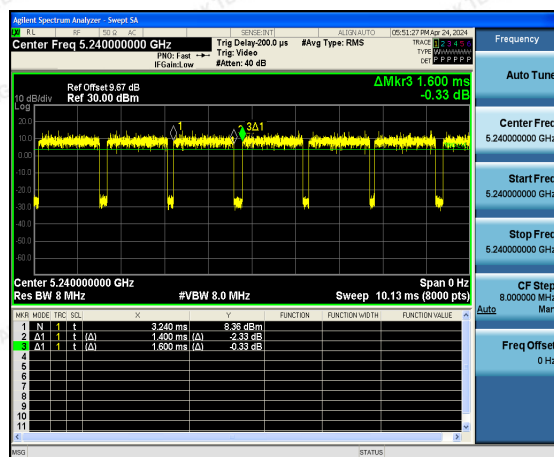 Agilent Spectrum Analyzer - Swept SA
RL RF 50 Ω AC SENSE:INT ALIGN AUTO 05:51:27 PM Apr 24, 2024
Center Freq 5.240000000 GHz
PNO: Fast
IFGain:Low
Trig Delay-200.0 µs
Trig: Video
#Atten: 40 dB
#Avg Type: RMS
TRACE 1 2 3 4 5 6
TYPE
DET P P P P P P
Frequency
Auto Tune
Center Freq
5.240000000 GHz
Start Freq
5.240000000 GHz
Stop Freq
5.240000000 GHz
CF Step
8.000000 MHz
Auto Man
Freq Offset
0 Hz
ΔMkr3 1.600 ms
-0.33 dB
Ref Offset 9.67 dB
10 dB/div Ref 30.00 dBm
Log
20.0
10.0
0.00
-10.0
-20.0
-30.0
-40.0
-50.0
-60.0
1
3Δ1
Center 5.240000000 GHz Span 0 Hz
Res BW 8 MHz #VBW 8.0 MHz Sweep 10.13 ms (8000 pts)
MKR MODE TRC SCL X Y FUNCTION FUNCTION WIDTH FUNCTION VALUE
1 N 1 t 3.240 ms 8.36 dBm
2 Δ1 1 t (Δ) 1.400 ms (Δ) -2.33 dB
3 Δ1 1 t (Δ) 1.600 ms (Δ) -0.33 dB
4
5
6
7
8
9
10
11
MSG STATUS